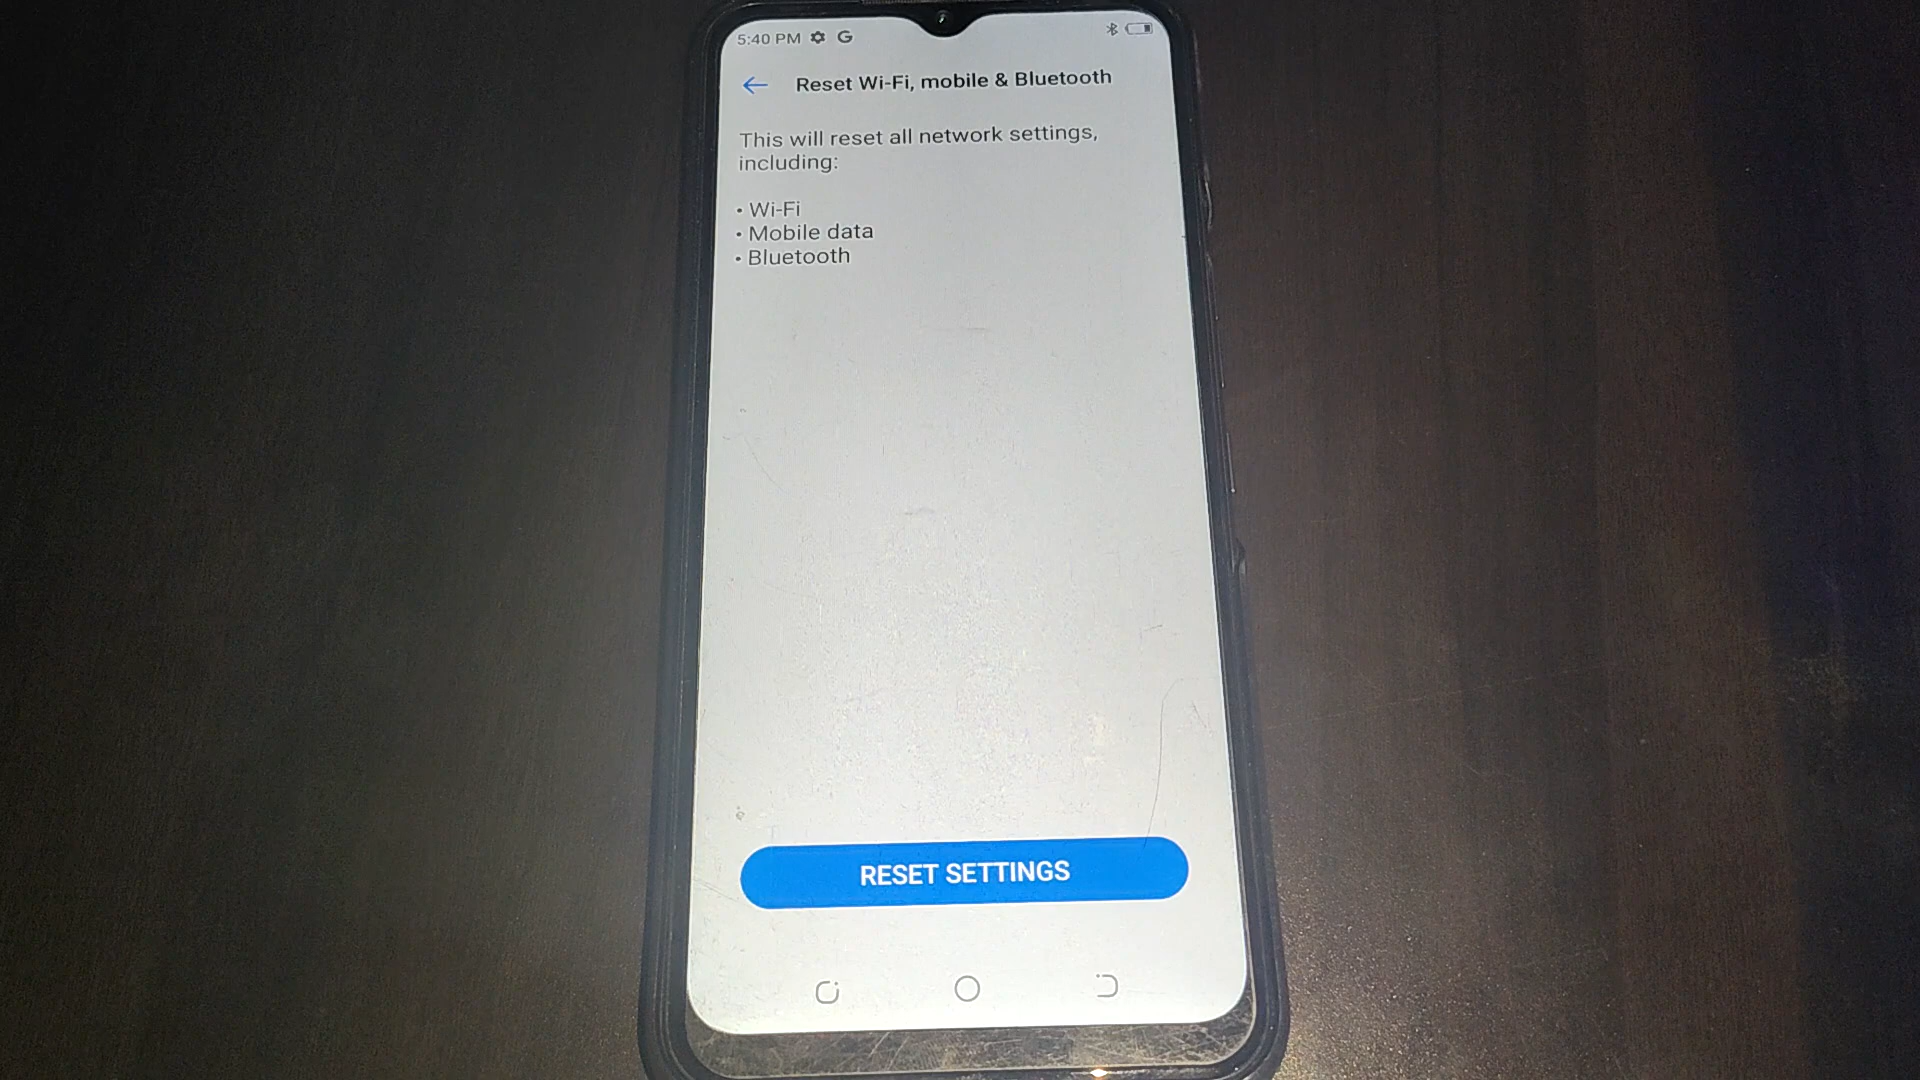 5:40 PM G
Reset Wi-Fi, mobile & Bluetooth
This will reset all network settings,
including:
• Wi-Fi
• Mobile data
• Bluetooth
RESET SETTINGS